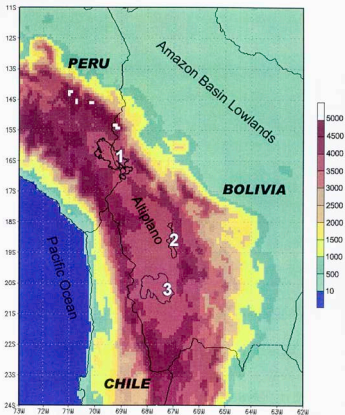 11S
12S
13S
14S
15S
16S
17S
18S
19S
20S
21S
22S
23S
24S
73W
72W
71W
70W
69W
68W
67W
66W
65W
64W
63W
62W
PERU
Amazon Basin Lowlands
1
BOLIVIA
Altiplano
2
Pacific Ocean
3
CHILE
5000
4500
4000
3500
3000
2500
2000
1500
1000
500
10